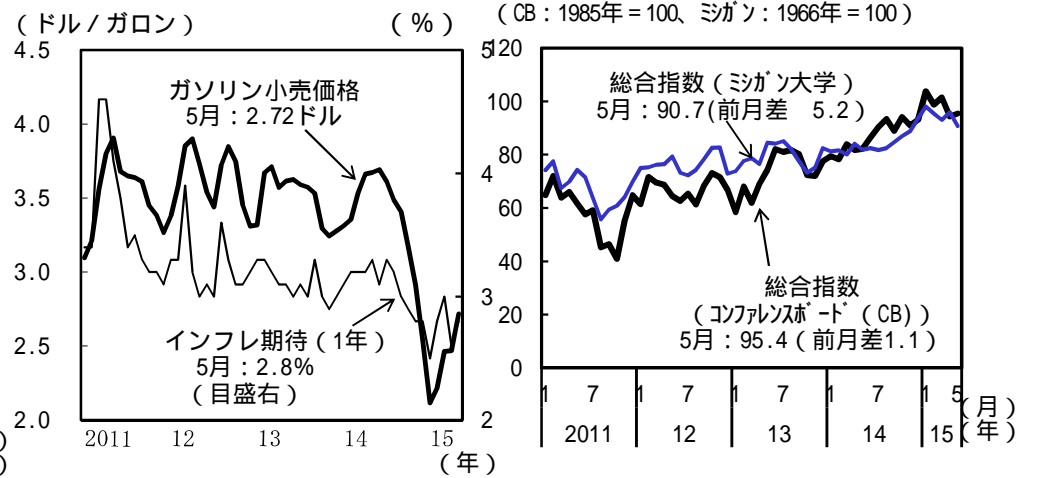 （ドル / ガロン）
（％）
4.5
4.0
3.5
3.0
2.5
2.0
5
4
3
2
ガソリン小売価格
5月：2.72ドル
インフレ期待（1年）
5月：2.8%
（目盛右）
2011 12 13 14 15
（年）
（CB：1985年＝100、ﾐｼｶﾞﾝ：1966年＝100）
120
100
80
60
40
20
0
総合指数（ﾐｼｶﾞﾝ大学）
5月：90.7(前月差　5.2）
総合指数
（ｺﾝﾌｧﾚﾝｽﾎﾞｰﾄﾞ（CB)）
5月：95.4（前月差1.1）
1 7 1 7 1 7 1 7 1 5
（月）
2011 12 13 14 15
（年）
)
)